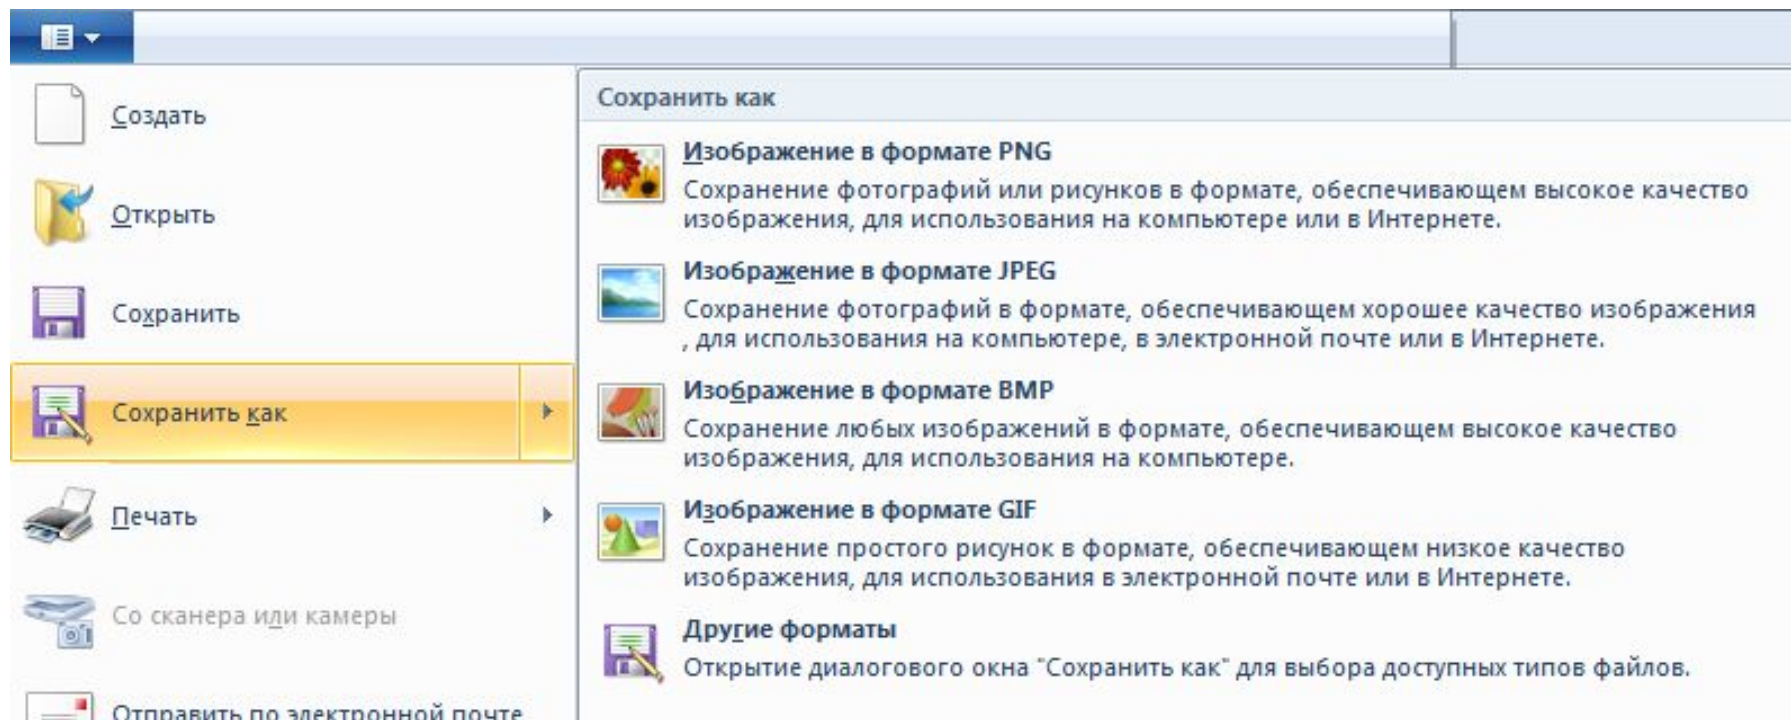 Создать
Открыть
Сохранить
Сохранить как
Печать
Со сканера или камеры
Отправить по электронной почте
Сохранить как
Изображение в формате PNG
Сохранение фотографий или рисунков в формате, обеспечивающем высокое качество
изображения, для использования на компьютере или в Интернете.
Изображение в формате JPEG
Сохранение фотографий в формате, обеспечивающем хорошее качество изображения
, для использования на компьютере, в электронной почте или в Интернете.
Изображение в формате BMP
Сохранение любых изображений в формате, обеспечивающем высокое качество
изображения, для использования на компьютере.
Изображение в формате GIF
Сохранение простого рисунок в формате, обеспечивающем низкое качество
изображения, для использования в электронной почте или в Интернете.
Другие форматы
Открытие диалогового окна "Сохранить как" для выбора доступных типов файлов.